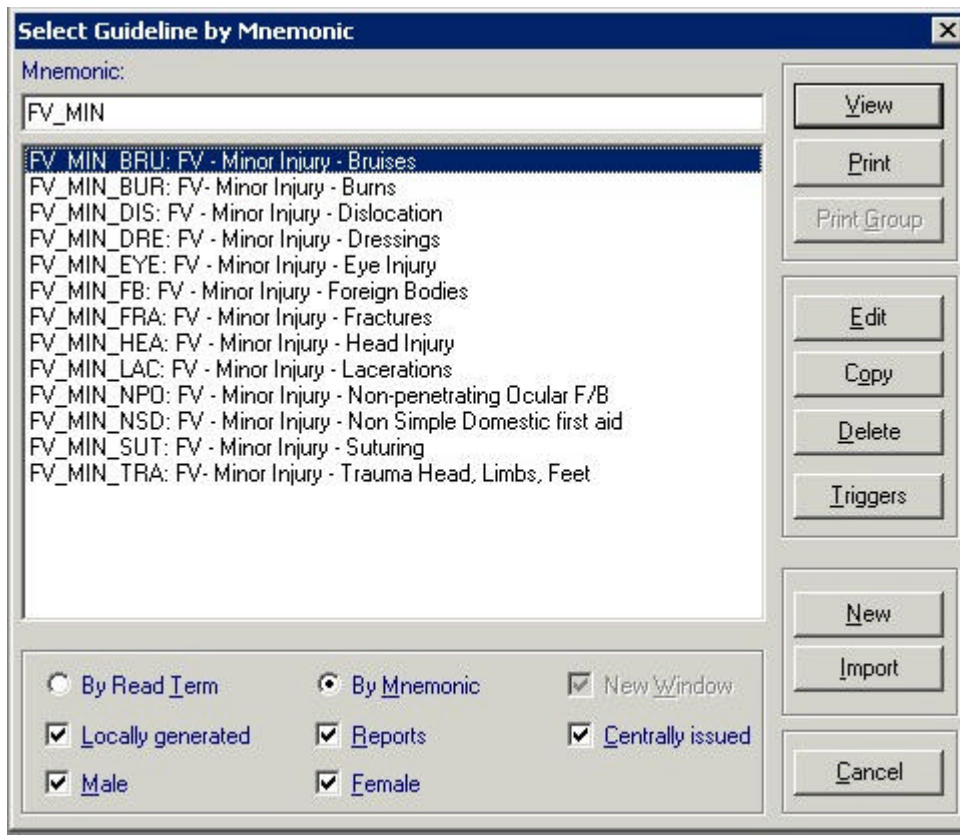 Select Guideline by Mnemonic
Mnemonic:
FV_MIN
FV_MIN_BRU: FV - Minor Injury - Bruises
FV_MIN_BUR: FV- Minor Injury - Burns
FV_MIN_DIS: FV - Minor Injury - Dislocation
FV_MIN_DRE: FV - Minor Injury - Dressings
FV_MIN_EYE: FV - Minor Injury - Eye Injury
FV_MIN_FB: FV - Minor Injury - Foreign Bodies
FV_MIN_FRA: FV - Minor Injury - Fractures
FV_MIN_HEA: FV - Minor Injury - Head Injury
FV_MIN_LAC: FV - Minor Injury - Lacerations
FV_MIN_NPO: FV - Minor Injury - Non-penetrating Ocular F/B
FV_MIN_NSD: FV - Minor Injury - Non Simple Domestic first aid
FV_MIN_SUT: FV - Minor Injury - Suturing
FV_MIN_TRA: FV- Minor Injury - Trauma Head, Limbs, Feet
View
Print
Print Group
Edit
Copy
Delete
Triggers
New
Import
Cancel
By Read Term
By Mnemonic
New Window
Locally generated
Reports
Centrally issued
Male
Female